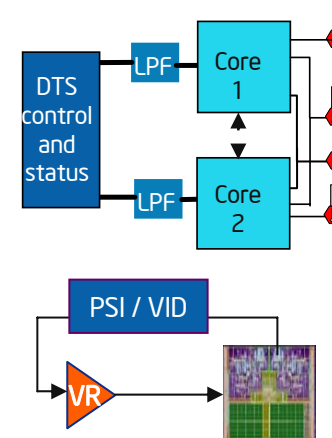 LPF
Core
1
DTS
control
and
status
LPF
Core
2
PSI / VID
VR